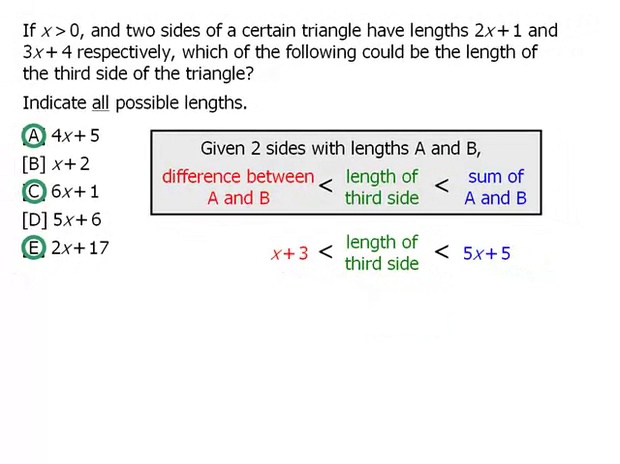 If x > 0, and two sides of a certain triangle have lengths 2x + 1 and
3x + 4 respectively, which of the following could be the length of
the third side of the triangle?
Indicate all possible lengths.
[A] 4x + 5
[B] x + 2
[C] 6x + 1
[D] 5x + 6
[E] 2x + 17
Given 2 sides with lengths A and B,
difference between < length of < sum of
A and B third side A and B
x + 3 < length of < 5x + 5
third side